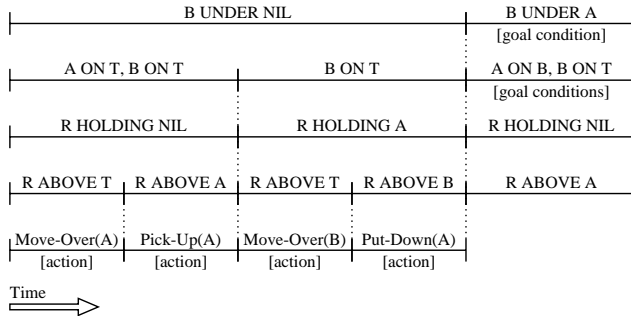 B UNDER NIL B UNDER A
[goal condition]
A ON T, B ON T B ON T A ON B, B ON T
[goal conditions]
R HOLDING NIL R HOLDING A R HOLDING NIL
R ABOVE T R ABOVE A R ABOVE T R ABOVE B R ABOVE A
Move-Over(A) Pick-Up(A) Move-Over(B) Put-Down(A)
[action] [action] [action] [action]
Time